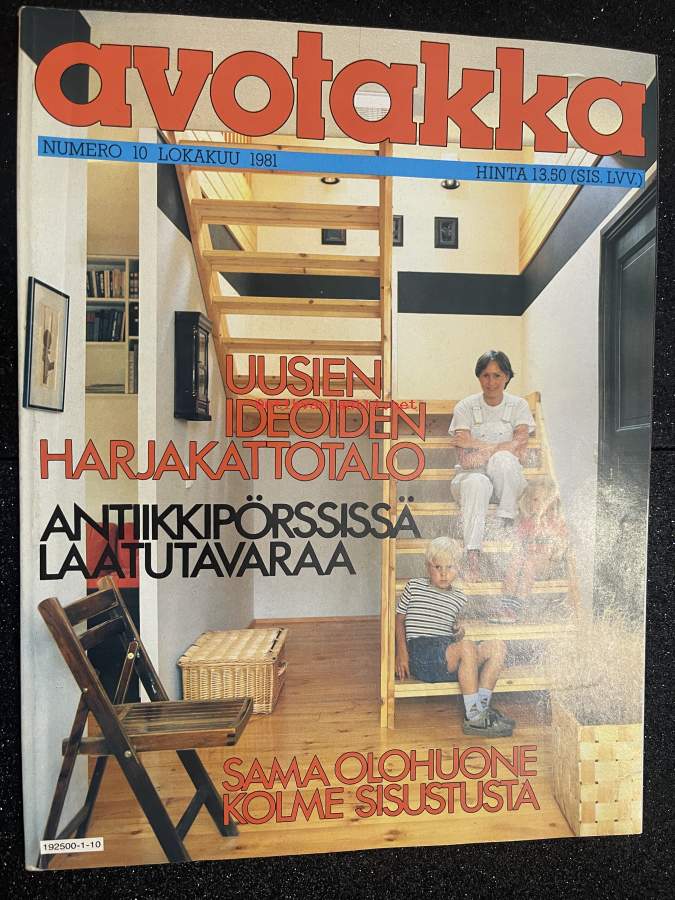 avotakka
NUMERO 10 LOKAKUU 1981
HINTA 13,50 (SIS. LVV.)
UUSIEN
IDEOIDEN
HARJAKATTOTALO
ANTIIKKIPÖRSSISSÄ
LAATUTAVARAA
SAMA OLOHUONE
KOLME SISUSTUSTA
192500-1-10